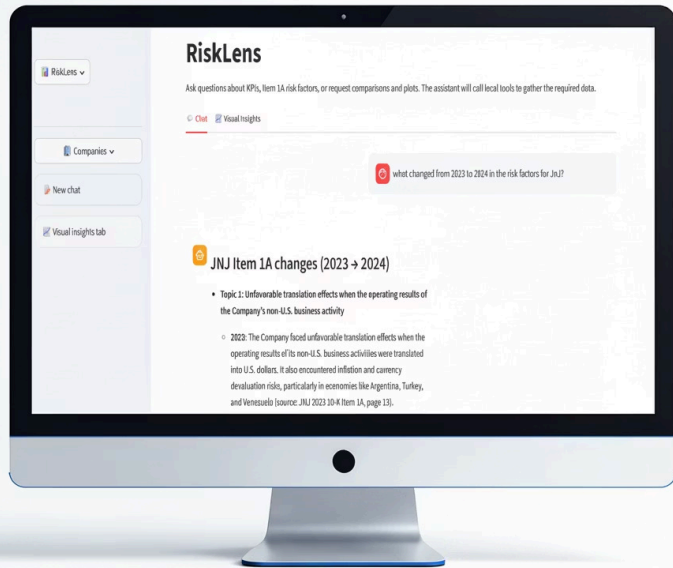 RiskLens
RiskLens
Ask questions about KPIs, Item 1A risk factors, or request comparisons and plots. The assistant will call local tools to gather the required data.
Chat Visual Insights
Companies
what changed from 2023 to 2024 in the risk factors for JnJ?
New chat
Visual insights tab
JNJ Item 1A changes (2023 → 2024)
• Topic 1: Unfavorable translation effects when the operating results of
the Company's non-U.S. business activity
○ 2023: The Company faced unfavorable translation effects when the
operating results of its non-U.S. business activiiies were translated
into U.S. dollars. It also encountered infistion and currency
devaluation risks, particularly in economies like Argentina, Turkey,
and Venesuelo (source: JNJ 2023 10-K Item 1A, page 13).